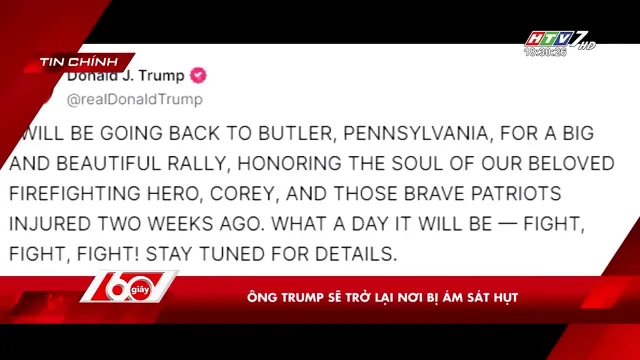 TIN CHÍNH
HTV7 HD
18:30:26
Donald J. Trump
@realDonaldTrump
WILL BE GOING BACK TO BUTLER, PENNSYLVANIA, FOR A BIG
AND BEAUTIFUL RALLY, HONORING THE SOUL OF OUR BELOVED
FIREFIGHTING HERO, COREY, AND THOSE BRAVE PATRIOTS
INJURED TWO WEEKS AGO. WHAT A DAY IT WILL BE — FIGHT,
FIGHT, FIGHT! STAY TUNED FOR DETAILS.
60 giây
ÔNG TRUMP SẼ TRỞ LẠI NƠI BỊ ÁM SÁT HỤT